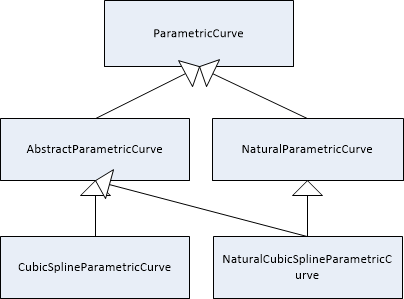 ParametricCurve
AbstractParametricCurve
NaturalParametricCurve
CubicSplineParametricCurve
NaturalCubicSplineParametricC
urve